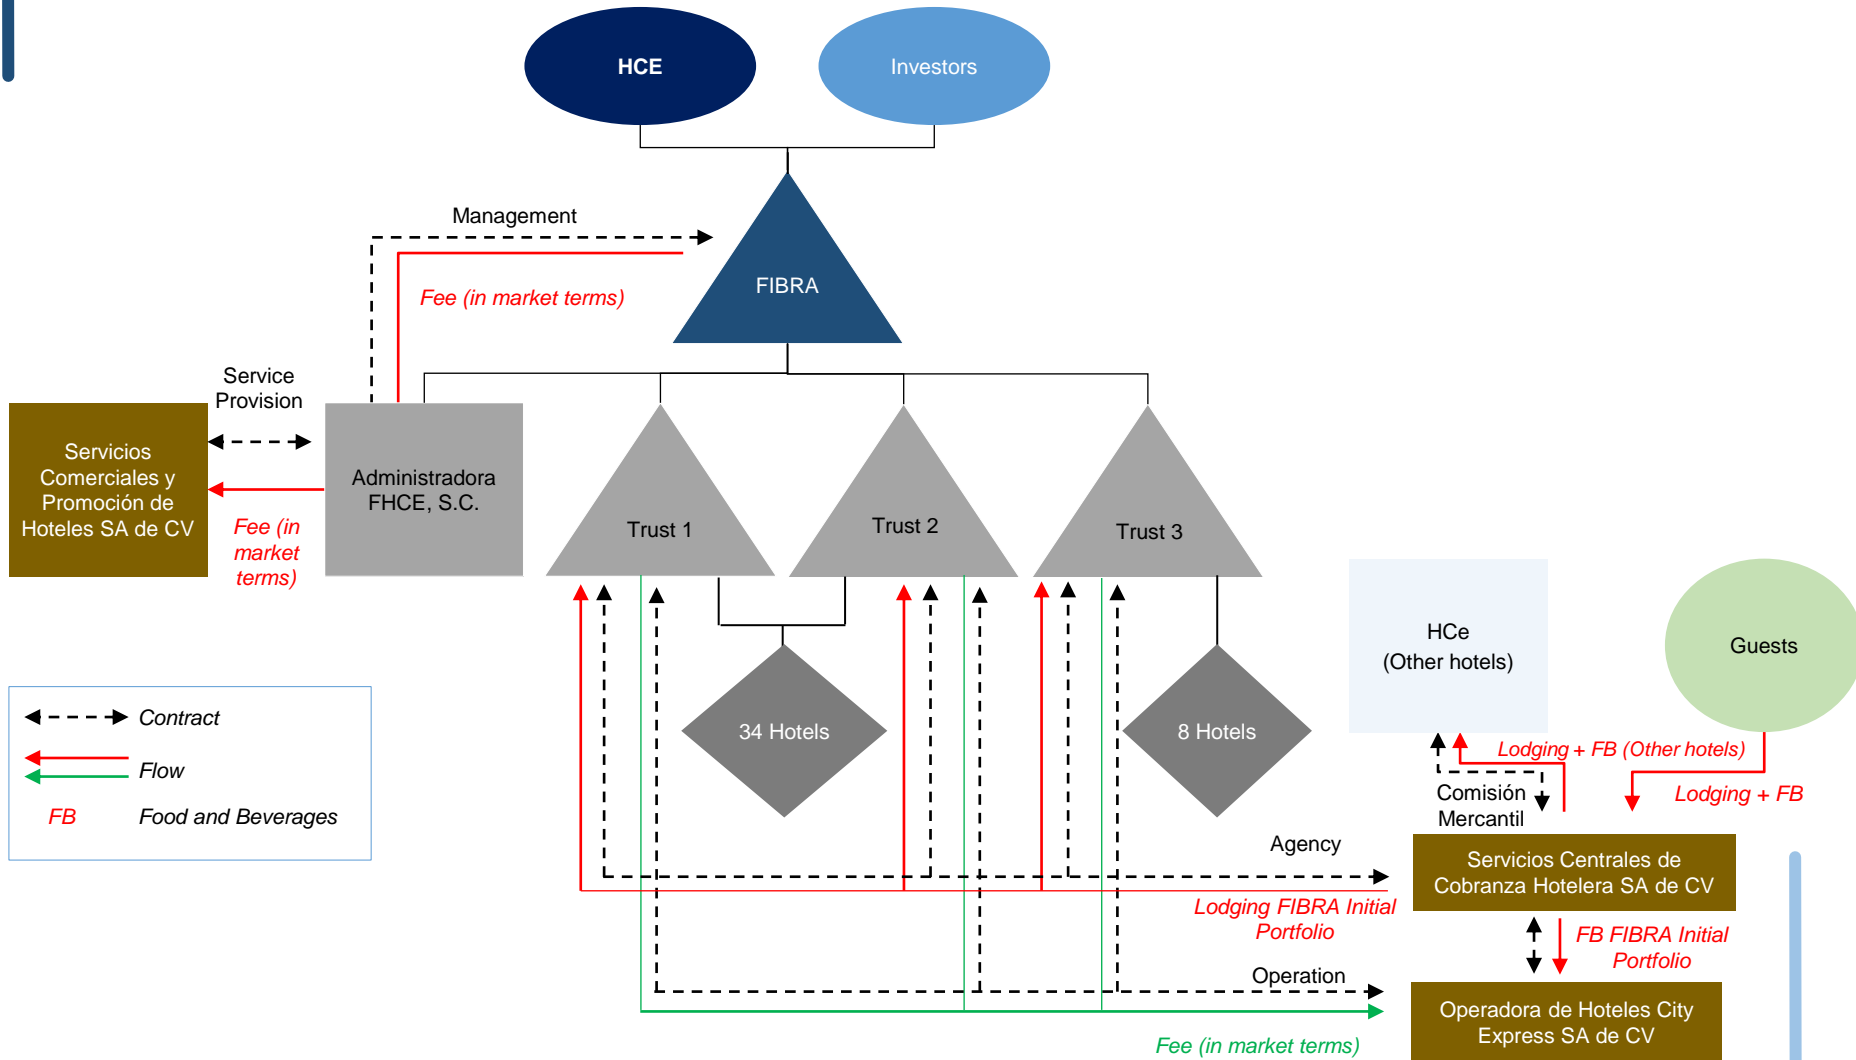 HCE
Investors
Management
FIBRA
Fee (in market terms)
Service
Provision
Servicios
Comerciales y
Promoción de
Hoteles SA de CV
Administradora
FHCE, S.C.
Fee (in
market
terms)
Trust 1
Trust 2
Trust 3
HCe
(Other hotels)
Guests
Contract
Flow
FB Food and Beverages
34 Hotels
8 Hotels
Lodging + FB (Other hotels)
Lodging + FB
Comisión
Mercantil
Agency
Servicios Centrales de
Cobranza Hotelera SA de CV
Lodging FIBRA Initial
Portfolio
FB FIBRA Initial
Portfolio
Operation
Operadora de Hoteles City
Express SA de CV
Fee (in market terms)